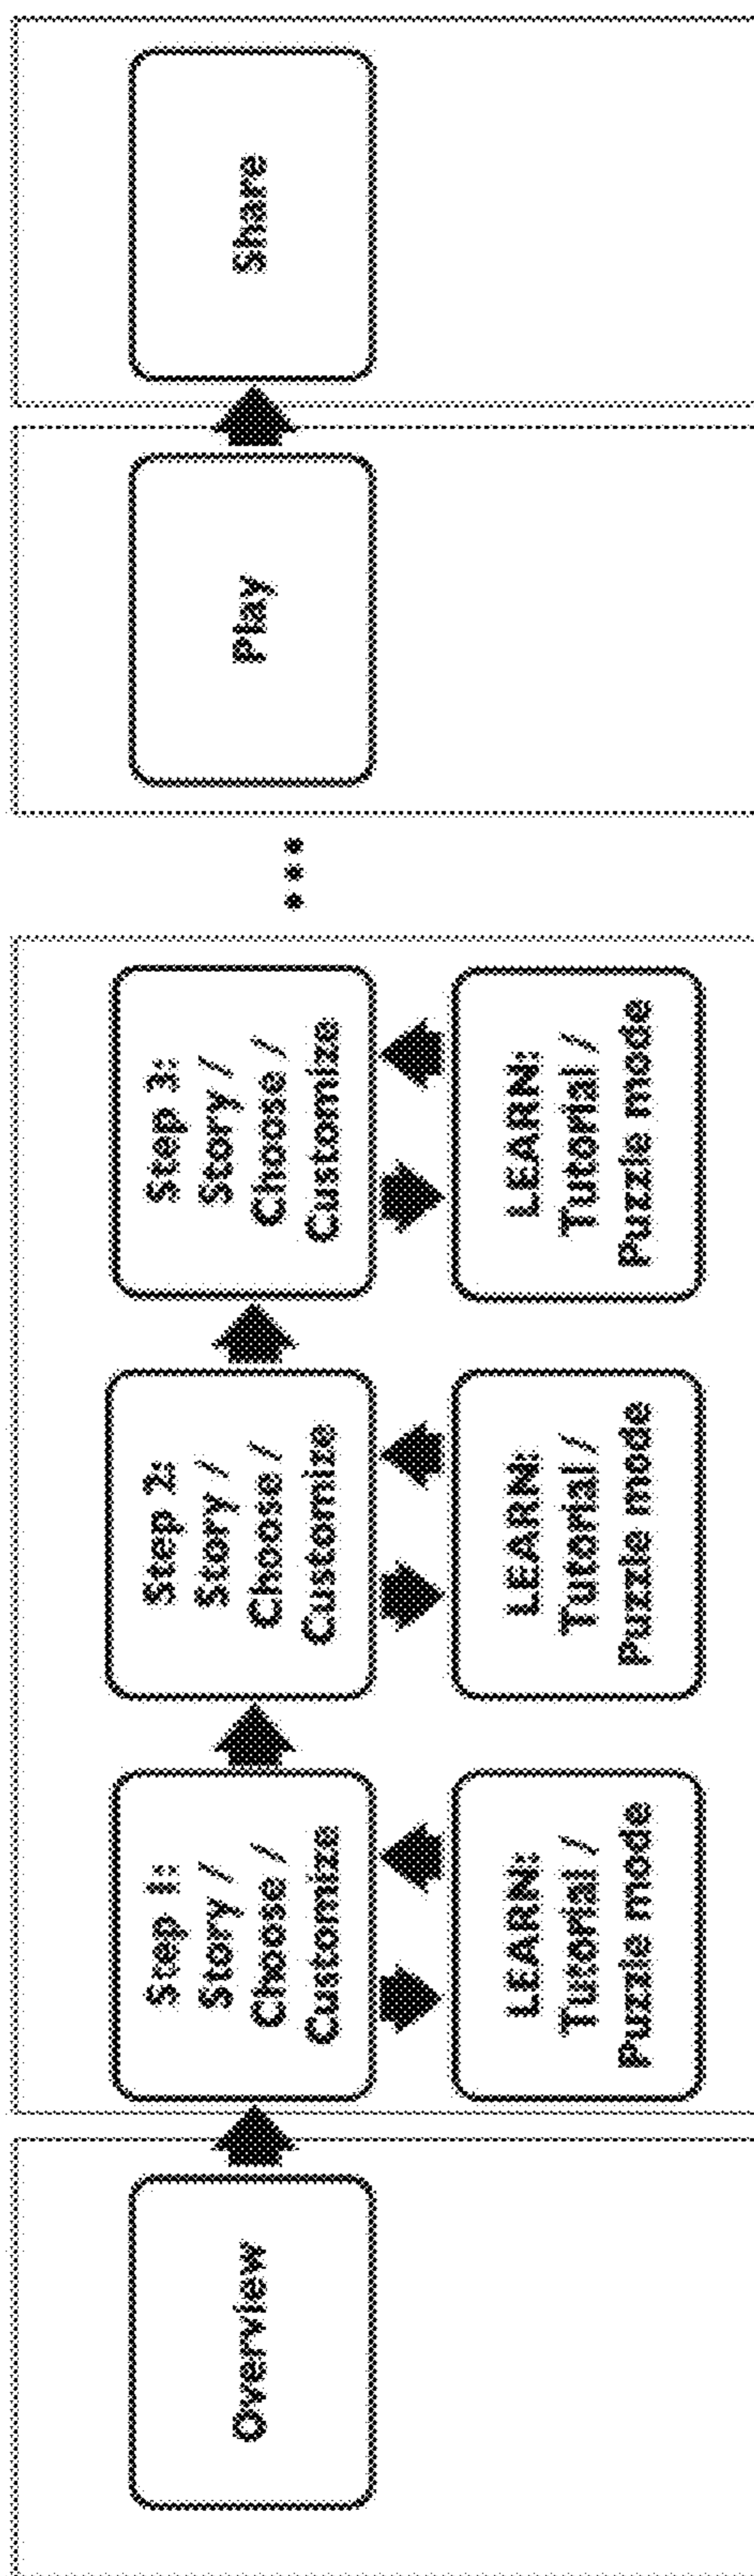 Overview
Step 1:
Story /
Choose /
Customize
LEARN:
Tutorial /
Puzzle mode
Step 2:
Story /
Choose /
Customize
LEARN:
Tutorial /
Puzzle mode
Step 3:
Story /
Choose /
Customize
LEARN:
Tutorial /
Puzzle mode
...
Play
Share